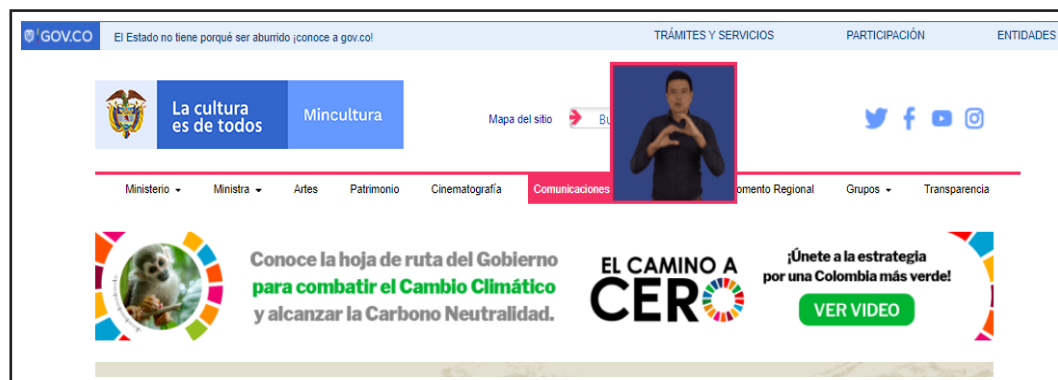 GOV.CO El Estado no tiene porqué ser aburrido ¡conoce a gov.co! TRÁMITES Y SERVICIOS PARTICIPACIÓN ENTIDADES
La cultura
es de todos
Mincultura
Mapa del sitio
Ministerio Ministra Artes Patrimonio Cinematografía Comunicaciones Regional Grupos Transparencia
Conoce la hoja de ruta del Gobierno
para combatir el Cambio Climático
y alcanzar la Carbono Neutralidad.
EL CAMINO A
CERO
¡Únete a la estrategia
por una Colombia más verde!
VER VIDEO